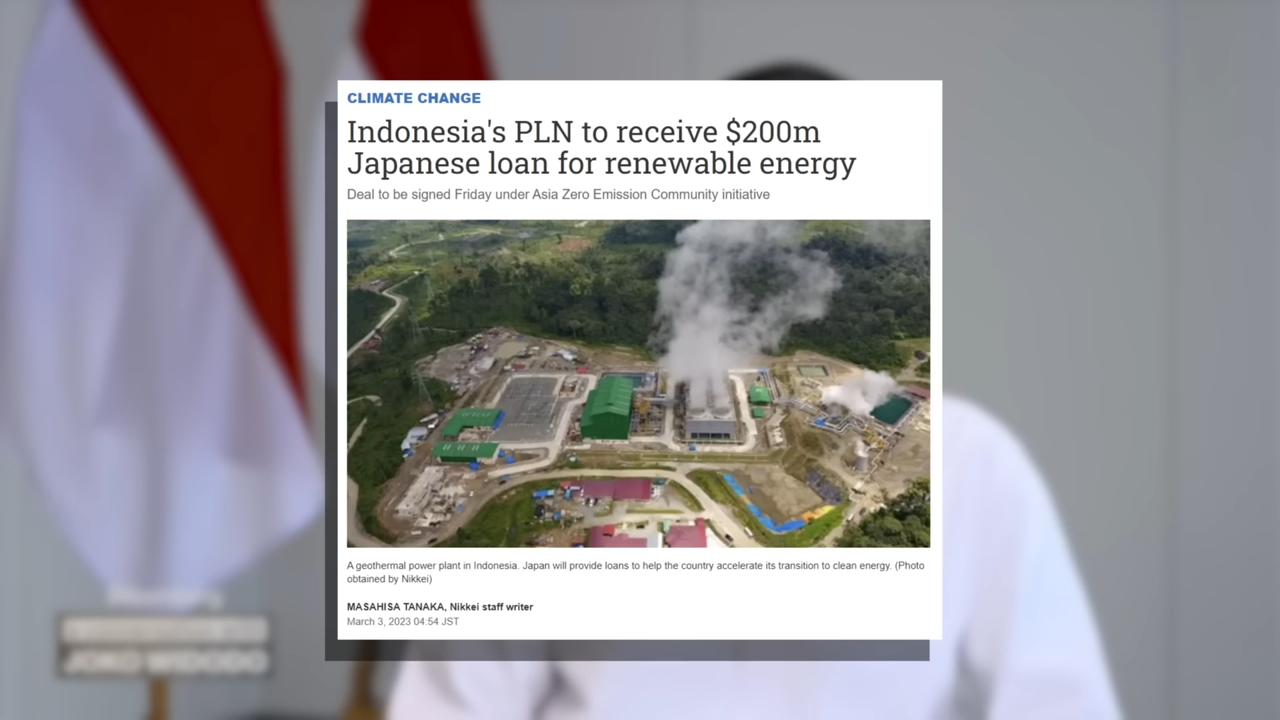 CLIMATE CHANGE
Indonesia's PLN to receive $200m
Japanese loan for renewable energy
Deal to be signed Friday under Asia Zero Emission Community initiative
A geothermal power plant in Indonesia. Japan will provide loans to help the country accelerate its transition to clean energy. (Photo
obtained by Nikkei)
MASAHISA TANAKA, Nikkei staff writer
March 3, 2023 04:54 JST
JOKO WIDODO